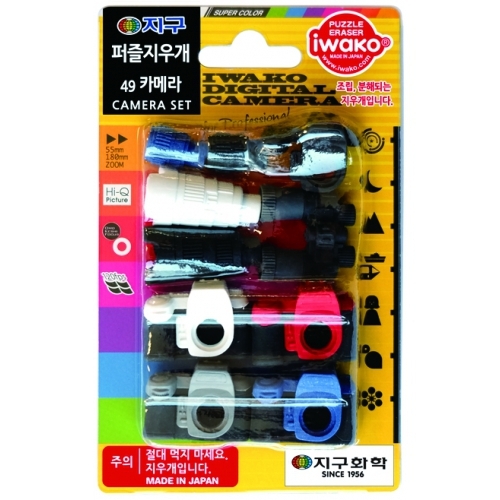 지구
SUPER COLOR
퍼즐지우개
49 카메라
CAMERA SET
PUZZLE
ERASER
iwako
MADE IN JAPAN
www.iwako.com
조립, 분해되는
지우개입니다.
IWAKO
DIGITAL
CAMERA
Professional
55mm
180mm
ZOOM
Hi-Q
Picture
주의
절대 먹지 마세요.
지우개입니다.
MADE IN JAPAN
지구화학
SINCE 1956